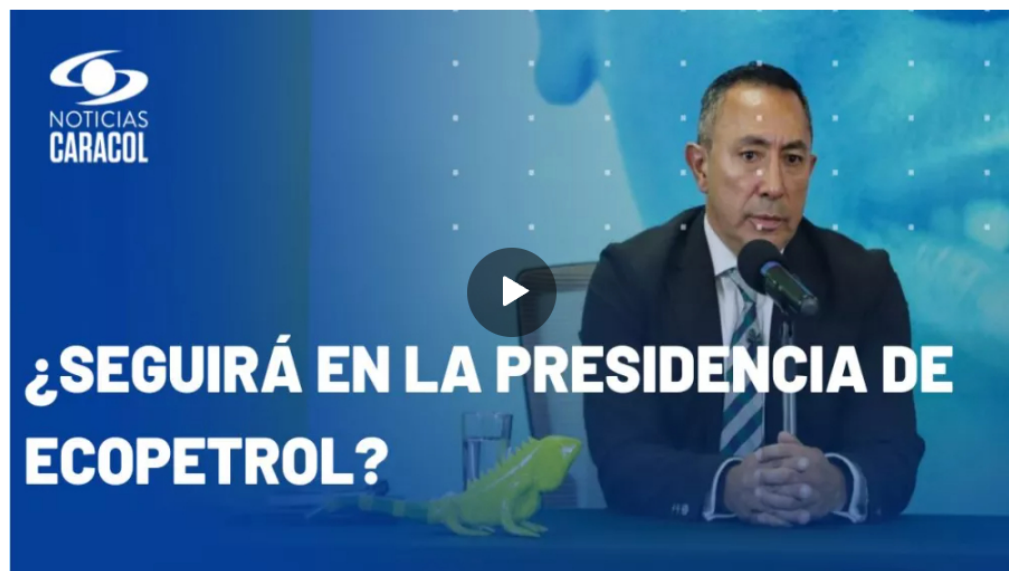 NOTICIAS
CARACOL
¿SEGUIRÁ EN LA PRESIDENCIA DE
ECOPETROL?